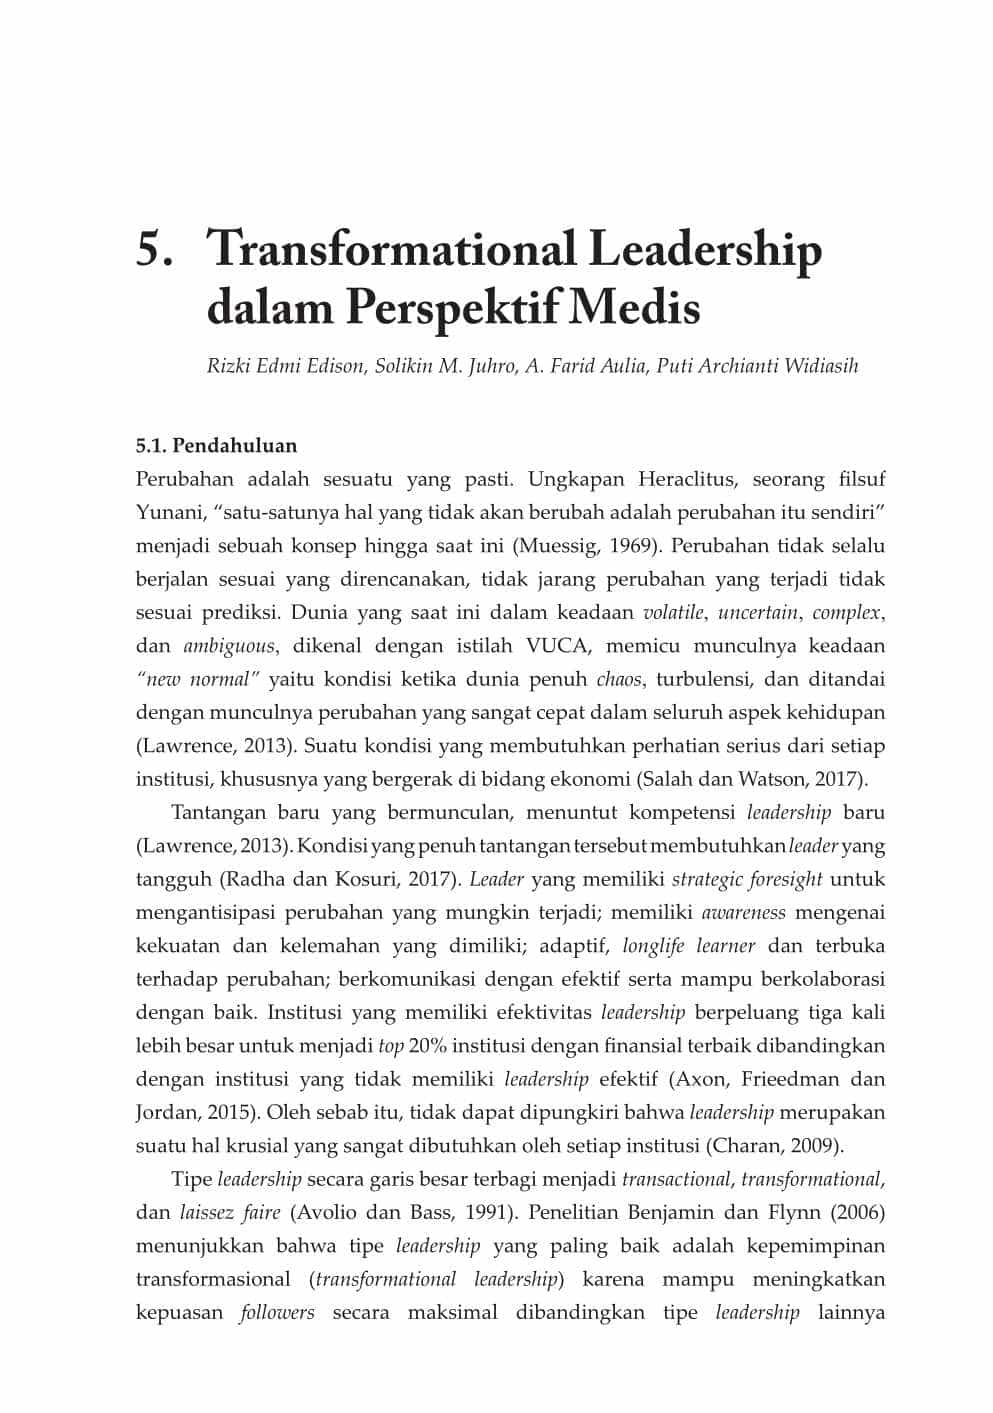 5. Transformational Leadership
dalam Perspektif Medis
Rizki Edmi Edison, Solikin M. Juhro, A. Farid Aulia, Puti Archianti Widiasih
5.1. Pendahuluan
Perubahan adalah sesuatu yang pasti. Ungkapan Heraclitus, seorang filsuf
Yunani, “satu-satunya hal yang tidak akan berubah adalah perubahan itu sendiri”
menjadi sebuah konsep hingga saat ini (Muessig, 1969). Perubahan tidak selalu
berjalan sesuai yang direncanakan, tidak jarang perubahan yang terjadi tidak
sesuai prediksi. Dunia yang saat ini dalam keadaan volatile, uncertain, complex,
dan ambiguous, dikenal dengan istilah VUCA, memicu munculnya keadaan
“new normal” yaitu kondisi ketika dunia penuh chaos, turbulensi, dan ditandai
dengan munculnya perubahan yang sangat cepat dalam seluruh aspek kehidupan
(Lawrence, 2013). Suatu kondisi yang membutuhkan perhatian serius dari setiap
institusi, khususnya yang bergerak di bidang ekonomi (Salah dan Watson, 2017).
Tantangan baru yang bermunculan, menuntut kompetensi leadership baru
(Lawrence, 2013). Kondisi yang penuh tantangan tersebut membutuhkan leader yang
tangguh (Radha dan Kosuri, 2017). Leader yang memiliki strategic foresight untuk
mengantisipasi perubahan yang mungkin terjadi; memiliki awareness mengenai
kekuatan dan kelemahan yang dimiliki; adaptif, longlife learner dan terbuka
terhadap perubahan; berkomunikasi dengan efektif serta mampu berkolaborasi
dengan baik. Institusi yang memiliki efektivitas leadership berpeluang tiga kali
lebih besar untuk menjadi top 20% institusi dengan finansial terbaik dibandingkan
dengan institusi yang tidak memiliki leadership efektif (Axon, Frieedman dan
Jordan, 2015). Oleh sebab itu, tidak dapat dipungkiri bahwa leadership merupakan
suatu hal krusial yang sangat dibutuhkan oleh setiap institusi (Charan, 2009).
Tipe leadership secara garis besar terbagi menjadi transactional, transformational,
dan laissez faire (Avolio dan Bass, 1991). Penelitian Benjamin dan Flynn (2006)
menunjukkan bahwa tipe leadership yang paling baik adalah kepemimpinan
transformasional (transformational leadership) karena mampu meningkatkan
kepuasan followers secara maksimal dibandingkan tipe leadership lainnya